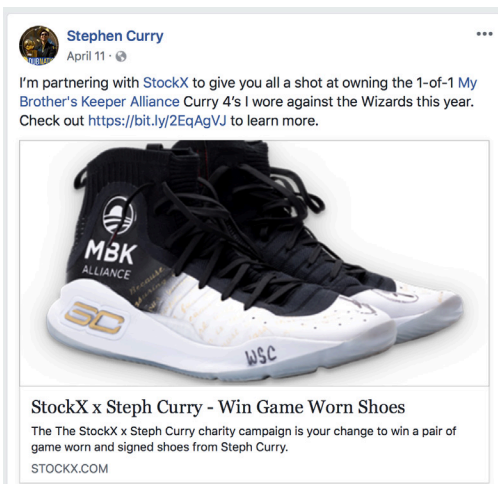 Stephen Curry
April 11
I'm partnering with StockX to give you all a shot at owning the 1-of-1 My
Brother's Keeper Alliance Curry 4's I wore against the Wizards this year.
Check out https://bit.ly/2EqAgVJ to learn more.
MBK
ALLIANCE
Because
SC
WSC
StockX x Steph Curry - Win Game Worn Shoes
The The StockX x Steph Curry charity campaign is your change to win a pair of
game worn and signed shoes from Steph Curry.
STOCKX.COM